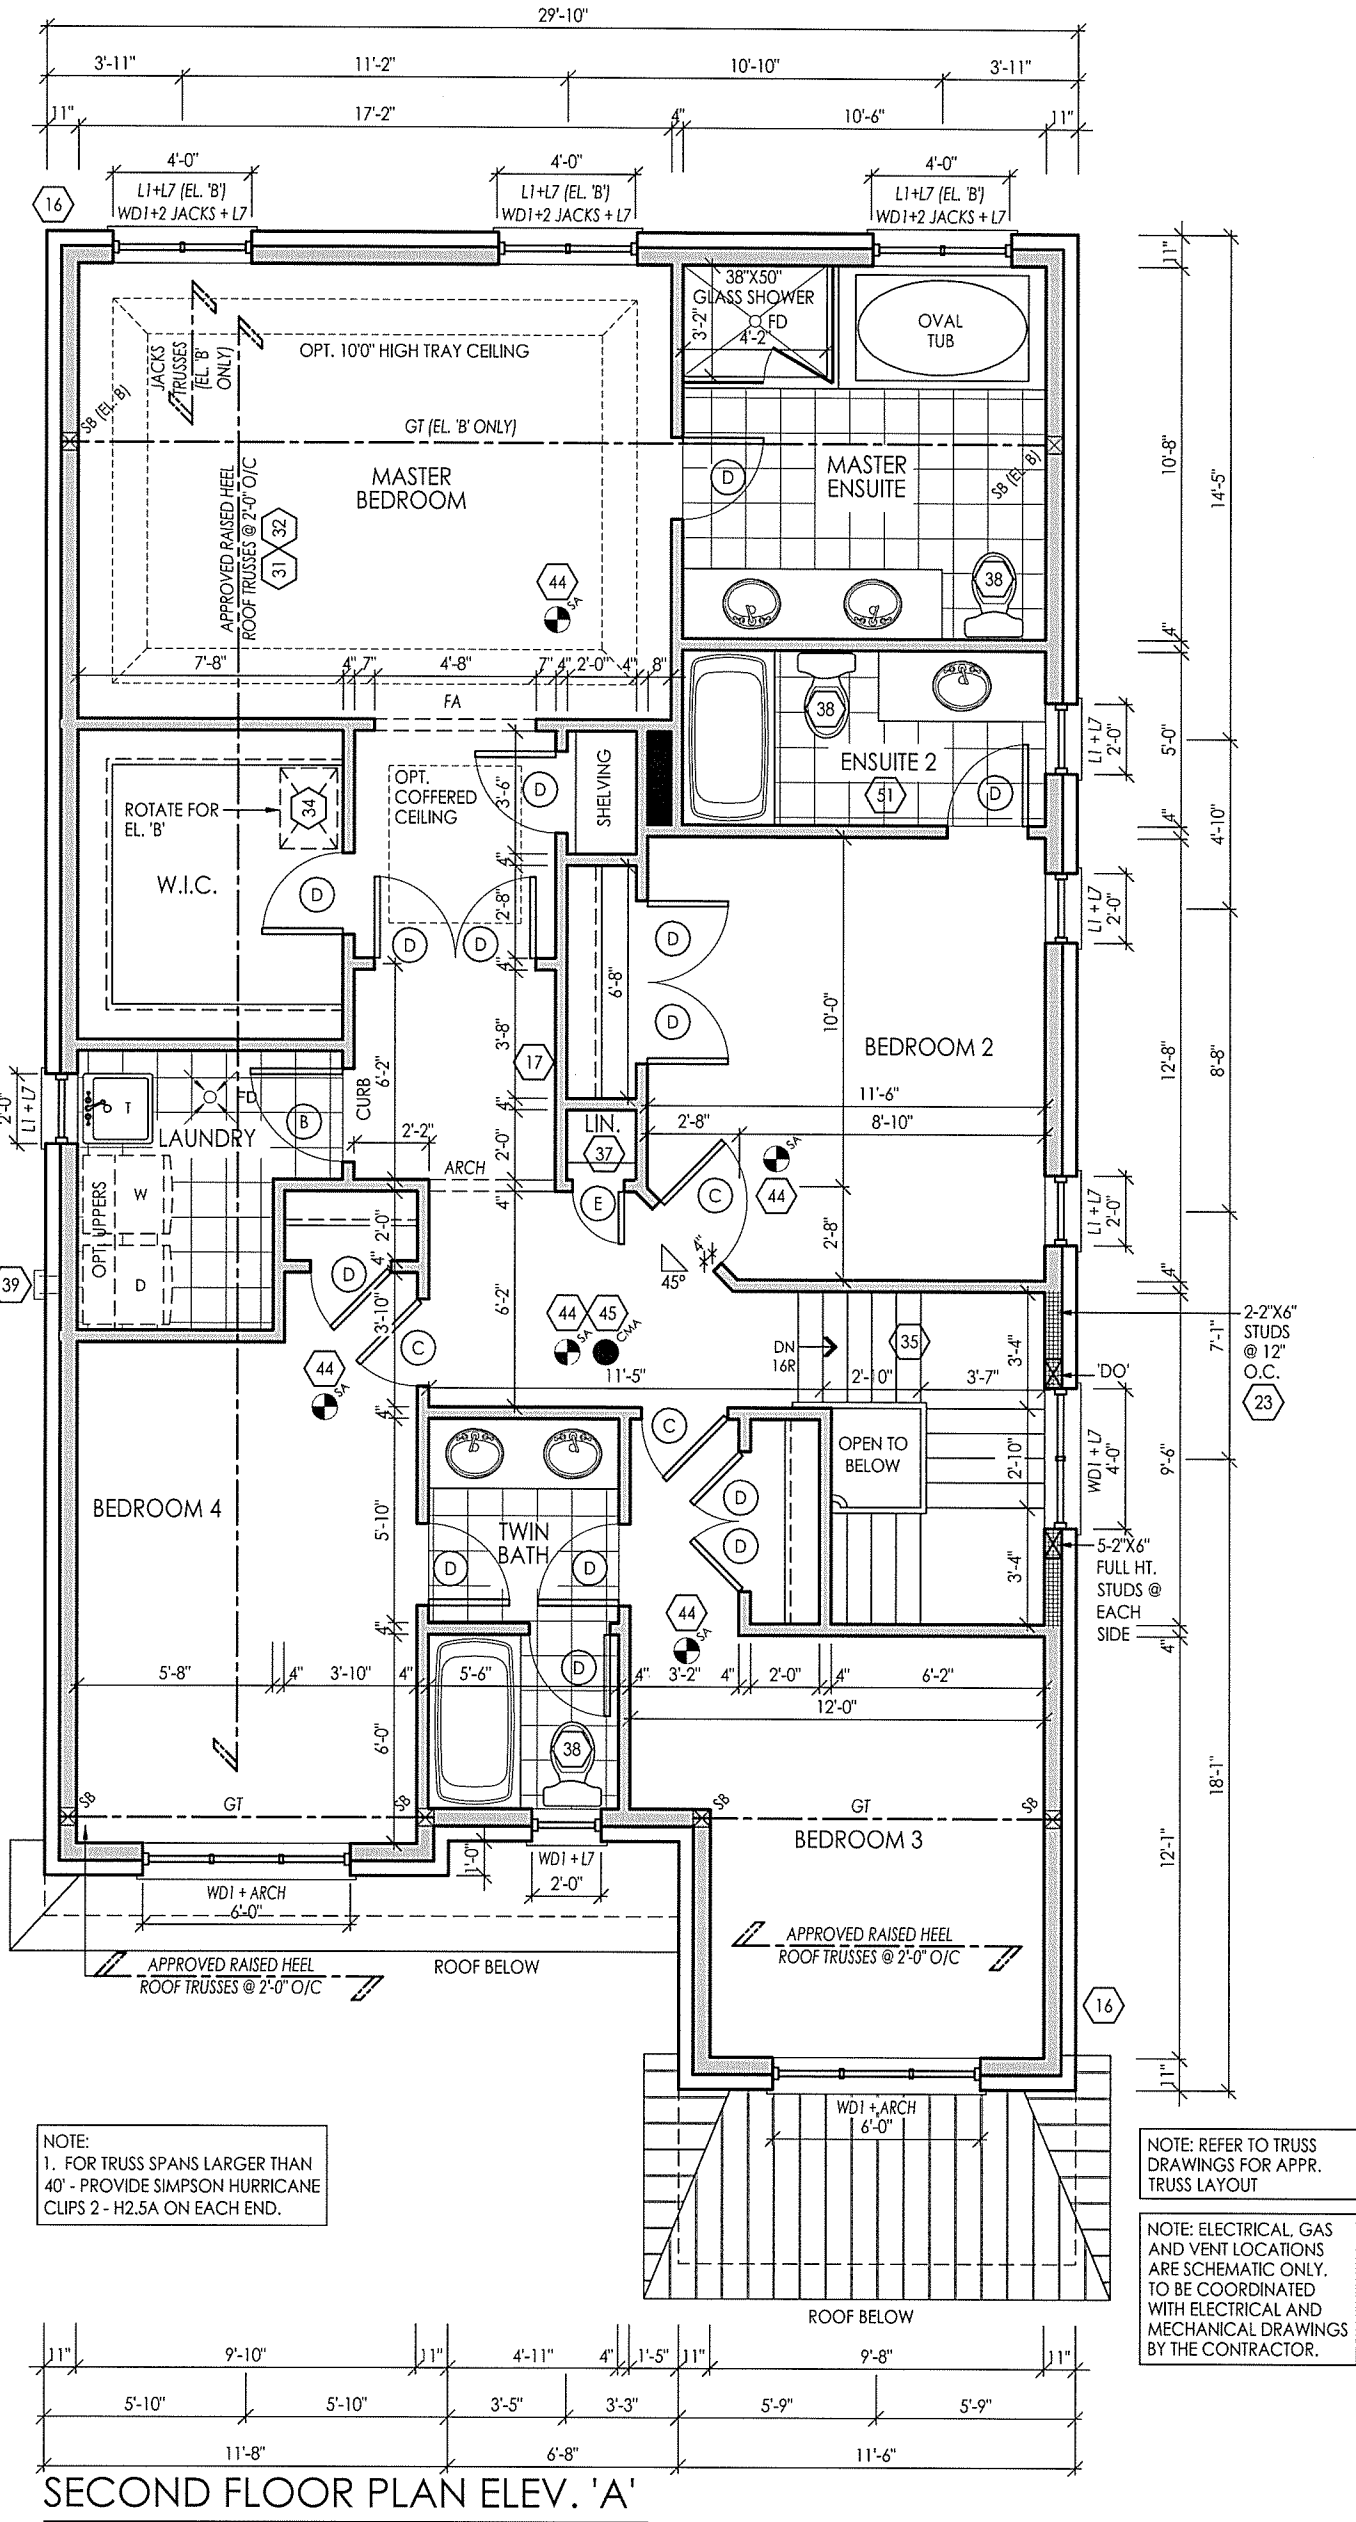 29'-10"
3'-11" 11'-2" 10'-10" 3'-11"
11" 17'-2" 4" 10'-6" 11"
4'-0" 4'-0" 4'-0"
L1+L7 (EL. 'B') L1+L7 (EL. 'B') L1+L7 (EL. 'B')
WD1+2 JACKS + L7 WD1+2 JACKS + L7 WD1+2 JACKS + L7
16
11"
38"X50"
GLASS SHOWER
FD
3'-2"
4'-2"
OVAL
TUB
OPT. 10'0" HIGH TRAY CEILING
JACKS
TRUSSES
(EL. 'B'
ONLY)
SB (EL. B)
GT (EL. 'B' ONLY)
MASTER
BEDROOM
D
MASTER
ENSUITE
SB (EL. B)
10'-8"
14'-5"
APPROVED RAISED HEEL
ROOF TRUSSES @ 2'-0" O/C
31 32
44
SA
38
4"
7'-8" 4" 7" 4'-8" 7" 4" 2'-0" 4" 8"
FA
38
ENSUITE 2
51
D
L1 + L7
2'-0"
5'-0"
4"
4'-10"
OPT.
COFFERED
CEILING
3'-6"
D
SHELVING
ROTATE FOR
EL. 'B'
34
W.I.C.
D
D D
4"
2'-8"
4"
6'-8"
D
D
10'-0"
L1 + L7
2'-0"
BEDROOM 2
12'-8"
8'-8"
3'-8"
17
6'-2"
CURB
2'-0"
L1 + L7
T
FD
B
LAUNDRY
2'-2"
ARCH
4"
2'-0"
4"
LIN.
37
E
11'-6"
2'-8" 8'-10"
SA
44
C
2'-8"
L1 + L7
2'-0"
7'-1"
4"
OPT. UPPERS
W
D
39
2'-0"
4"
D
3'-10"
C
6'-2"
4"
45°
44 45
SA CMA
44
SA
DN
16R
35
3'-4"
11'-5" 2'-10" 3'-7"
2-2"X6"
STUDS
@ 12"
O.C.
23
'DO'
4"
C
OPEN TO
BELOW
2'-10"
WD1 + L7
4'-0"
9'-6"
BEDROOM 4
5'-10"
TWIN
BATH
D D
D
D
3'-4"
5-2"X6"
FULL HT.
STUDS @
EACH
SIDE
44
SA
4"
4"
5'-8" 4" 3'-10" 4" 5'-6" D 4" 3'-2" 4" 2'-0" 4" 6'-2"
12'-0"
6'-0"
38
18'-1"
SB GT SB
SB GT SB
BEDROOM 3
12'-1"
WD1 + L7
2'-0"
1'-0"
WD1 + ARCH
6'-0"
APPROVED RAISED HEEL
ROOF TRUSSES @ 2'-0" O/C
ROOF BELOW
APPROVED RAISED HEEL
ROOF TRUSSES @ 2'-0" O/C
16
11"
WD1 + ARCH
6'-0"
NOTE:
1. FOR TRUSS SPANS LARGER THAN
40' - PROVIDE SIMPSON HURRICANE
CLIPS 2 - H2.5A ON EACH END.
NOTE: REFER TO TRUSS
DRAWINGS FOR APPR.
TRUSS LAYOUT
NOTE: ELECTRICAL, GAS
AND VENT LOCATIONS
ARE SCHEMATIC ONLY.
TO BE COORDINATED
WITH ELECTRICAL AND
MECHANICAL DRAWINGS
BY THE CONTRACTOR.
ROOF BELOW
11" 9'-10" 11" 4'-11" 4" 1'-5" 11" 9'-8" 11"
5'-10" 5'-10" 3'-5" 3'-3" 5'-9" 5'-9"
11'-8" 6'-8" 11'-6"
SECOND FLOOR PLAN ELEV. 'A'